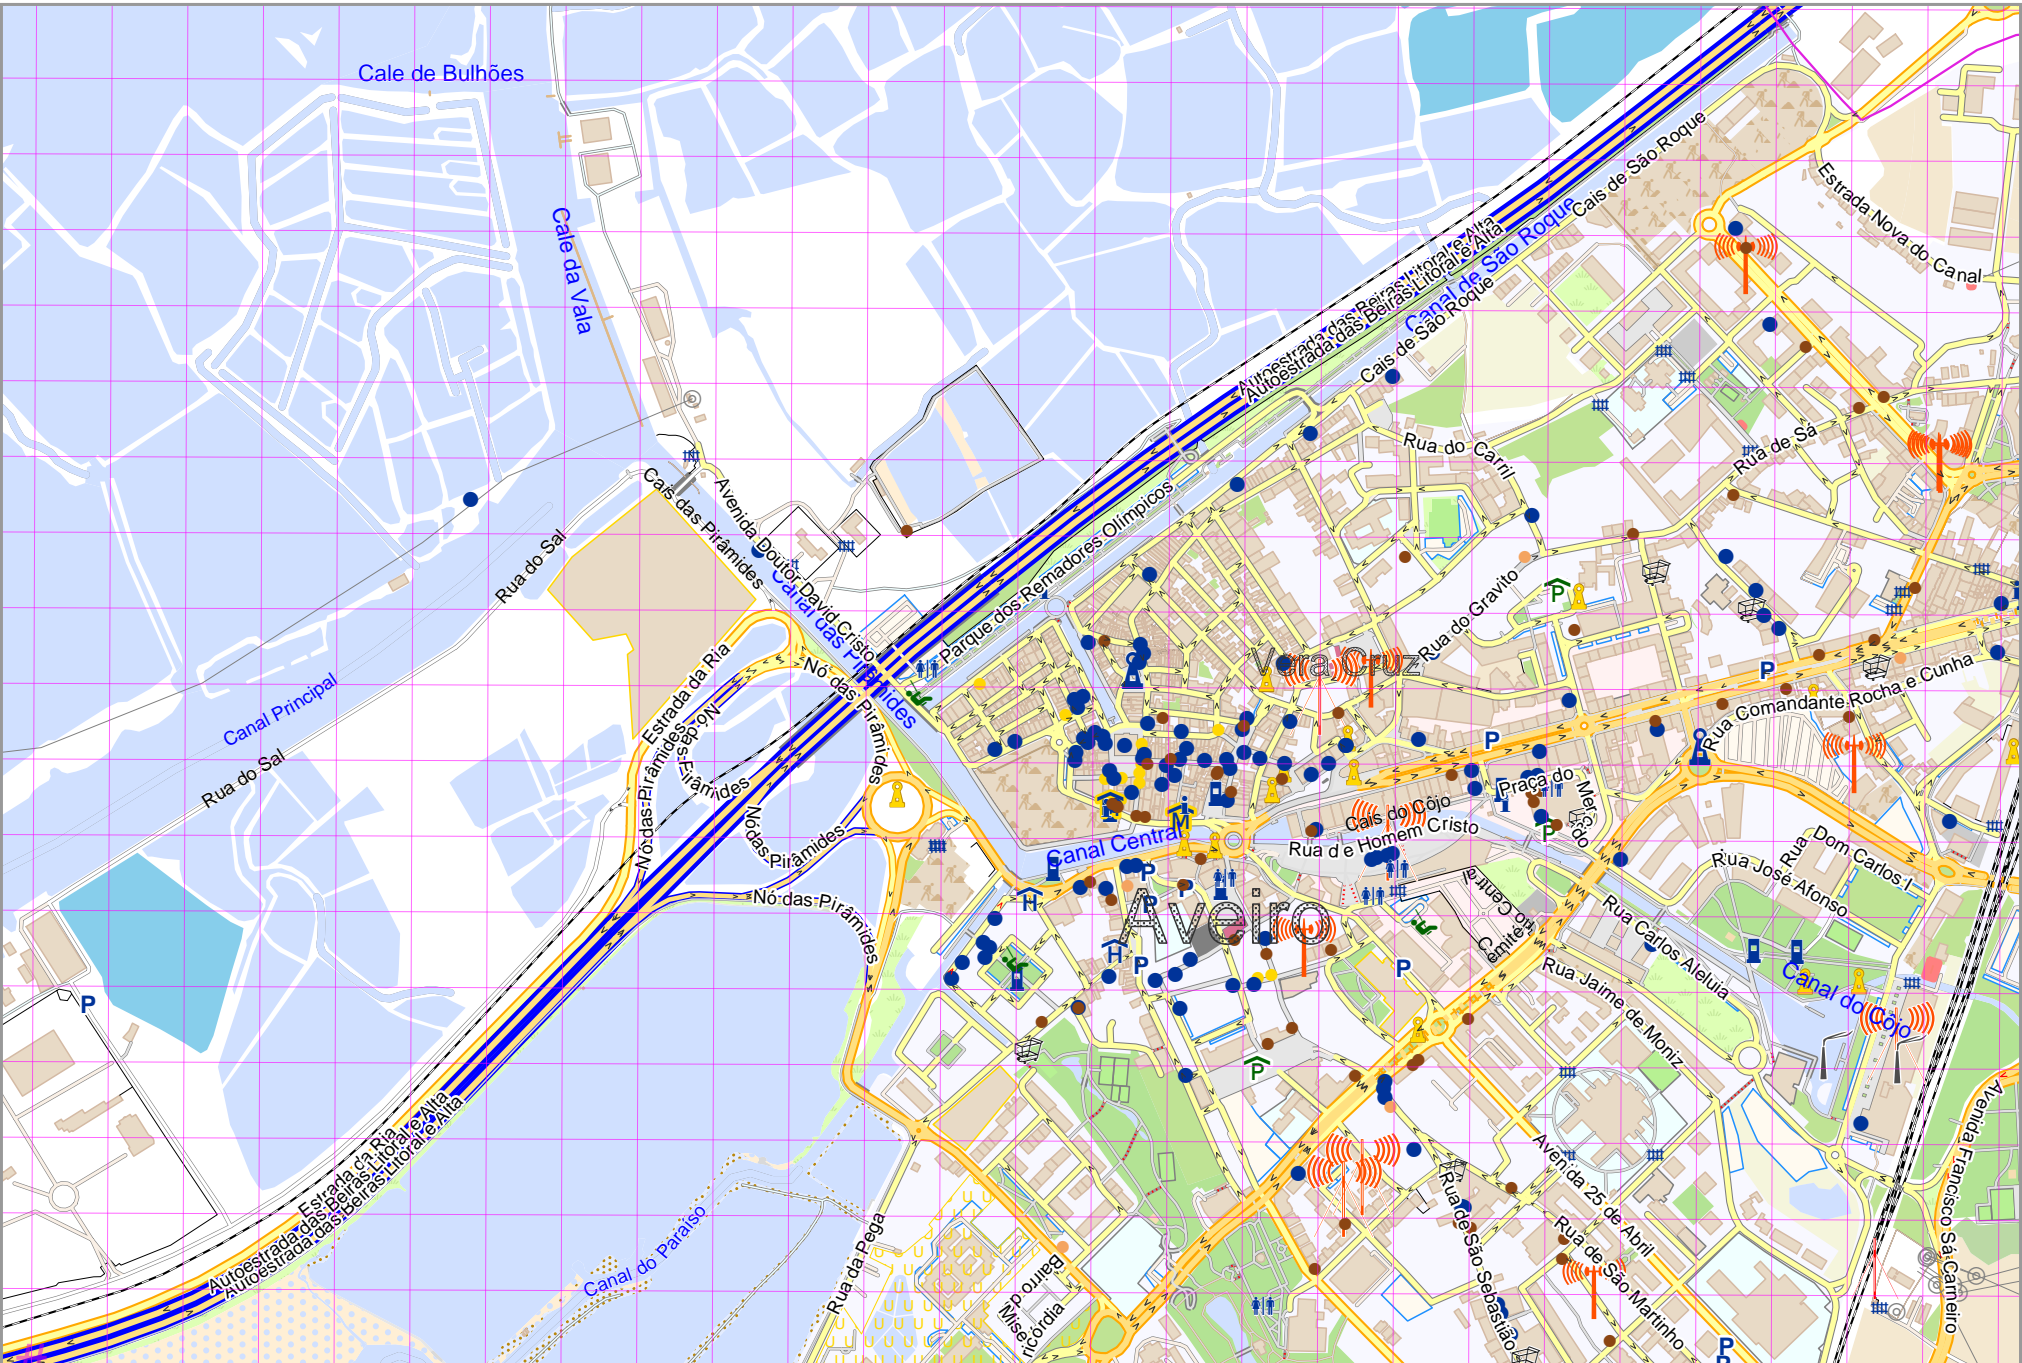 Cale de Bulhões
Cale da Vala
Cais de São Roque
Estrada Nova do Canal
Autoestrada das Beiras Litoral e Alta
Autoestrada das Beiras Litoral e Alta
Canal de São Roque
Cais de São Roque
Rua do Carril
Rua de Sá
Cais das Pirâmides
Avenida Doutor David Cristo
Canal das Pirâmides
Parque dos Remadores Olímpicos
Rua do Sal
Rua do Gravito
Vera Cruz
Canal Principal
Estrada da Ria
Nó das Pirâmides
Nó das Pirâmides
Nó das Pirâmides
Rua Comandante Rocha e Cunha
Rua do Sal
Praça do
Mercado
Cais do Côjo
Rua de Homem Cristo
Canal Central
M
Nó das
Pirâmides
Nó das Pirâmides
Rua
Dom Carlos I
Rua José Afonso
Rua Carlos Aleluia
Aveiro
H
H
P
P
P
P
P
P
P
P
P
P
P
P
Rua Jaime de Moniz
Canal do Côjo
Avenida Francisco Sá Carneiro
Estrada da Ria
Autoestrada das Beiras Litoral e Alta
Autoestrada das Beiras Litoral e Alta
Avenida 25 de Abril
Rua de São Sebastião
Rua de São Martinho
Canal do Paraíso
Rua da Pega
Bairro d
Mise
ricórdia
P